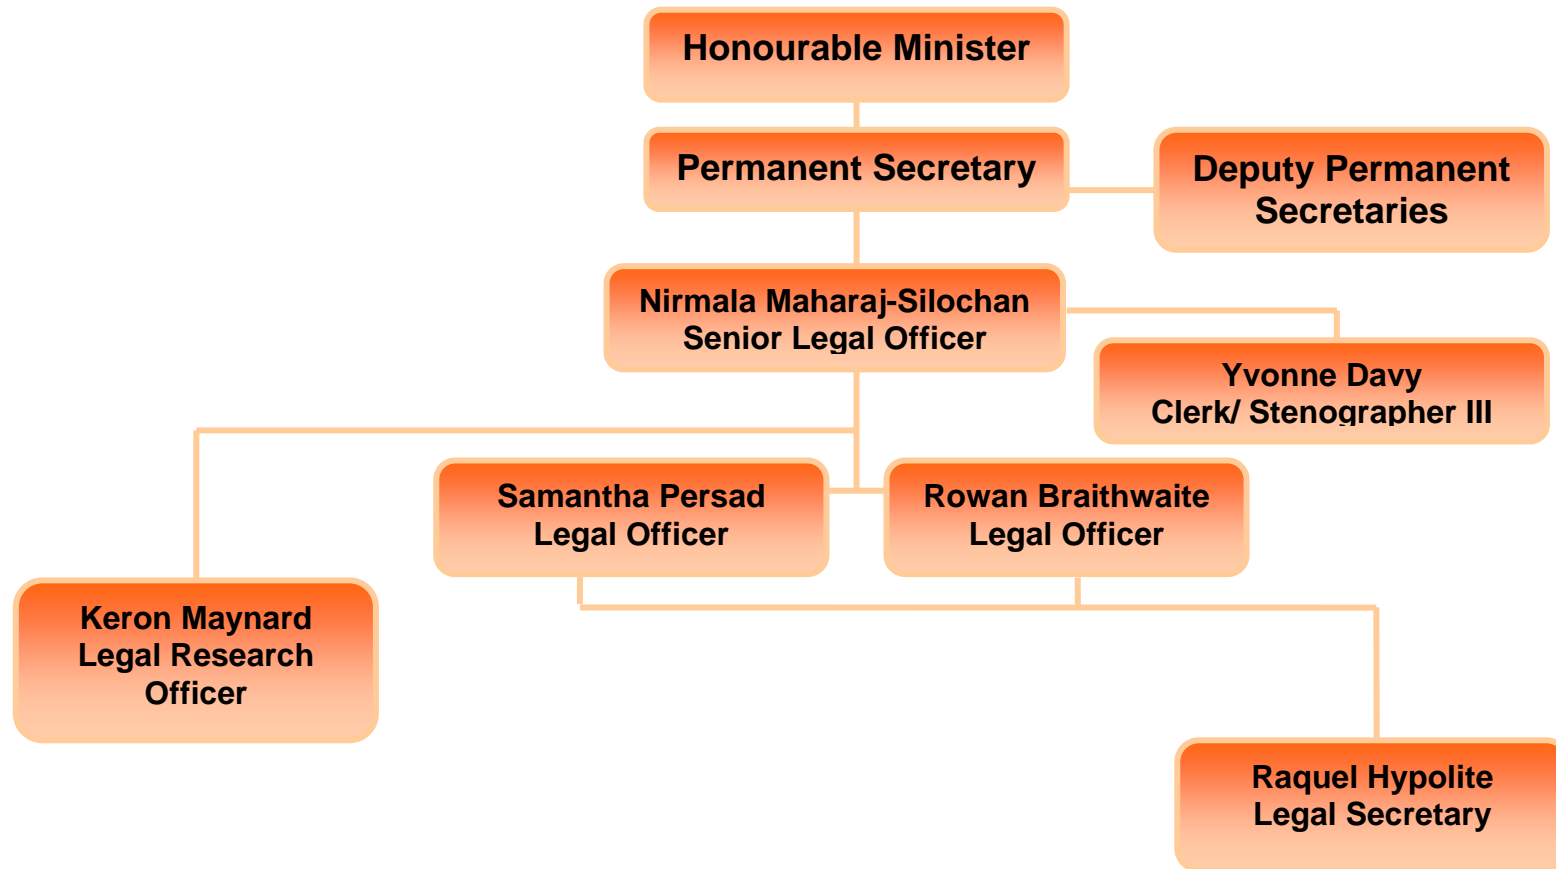 Honourable Minister
Permanent Secretary
Deputy Permanent
Secretaries
Nirmala Maharaj-Silochan
Senior Legal Officer
Yvonne Davy
Clerk/ Stenographer III
Samantha Persad
Legal Officer
Rowan Braithwaite
Legal Officer
Keron Maynard
Legal Research
Officer
Raquel Hypolite
Legal Secretary